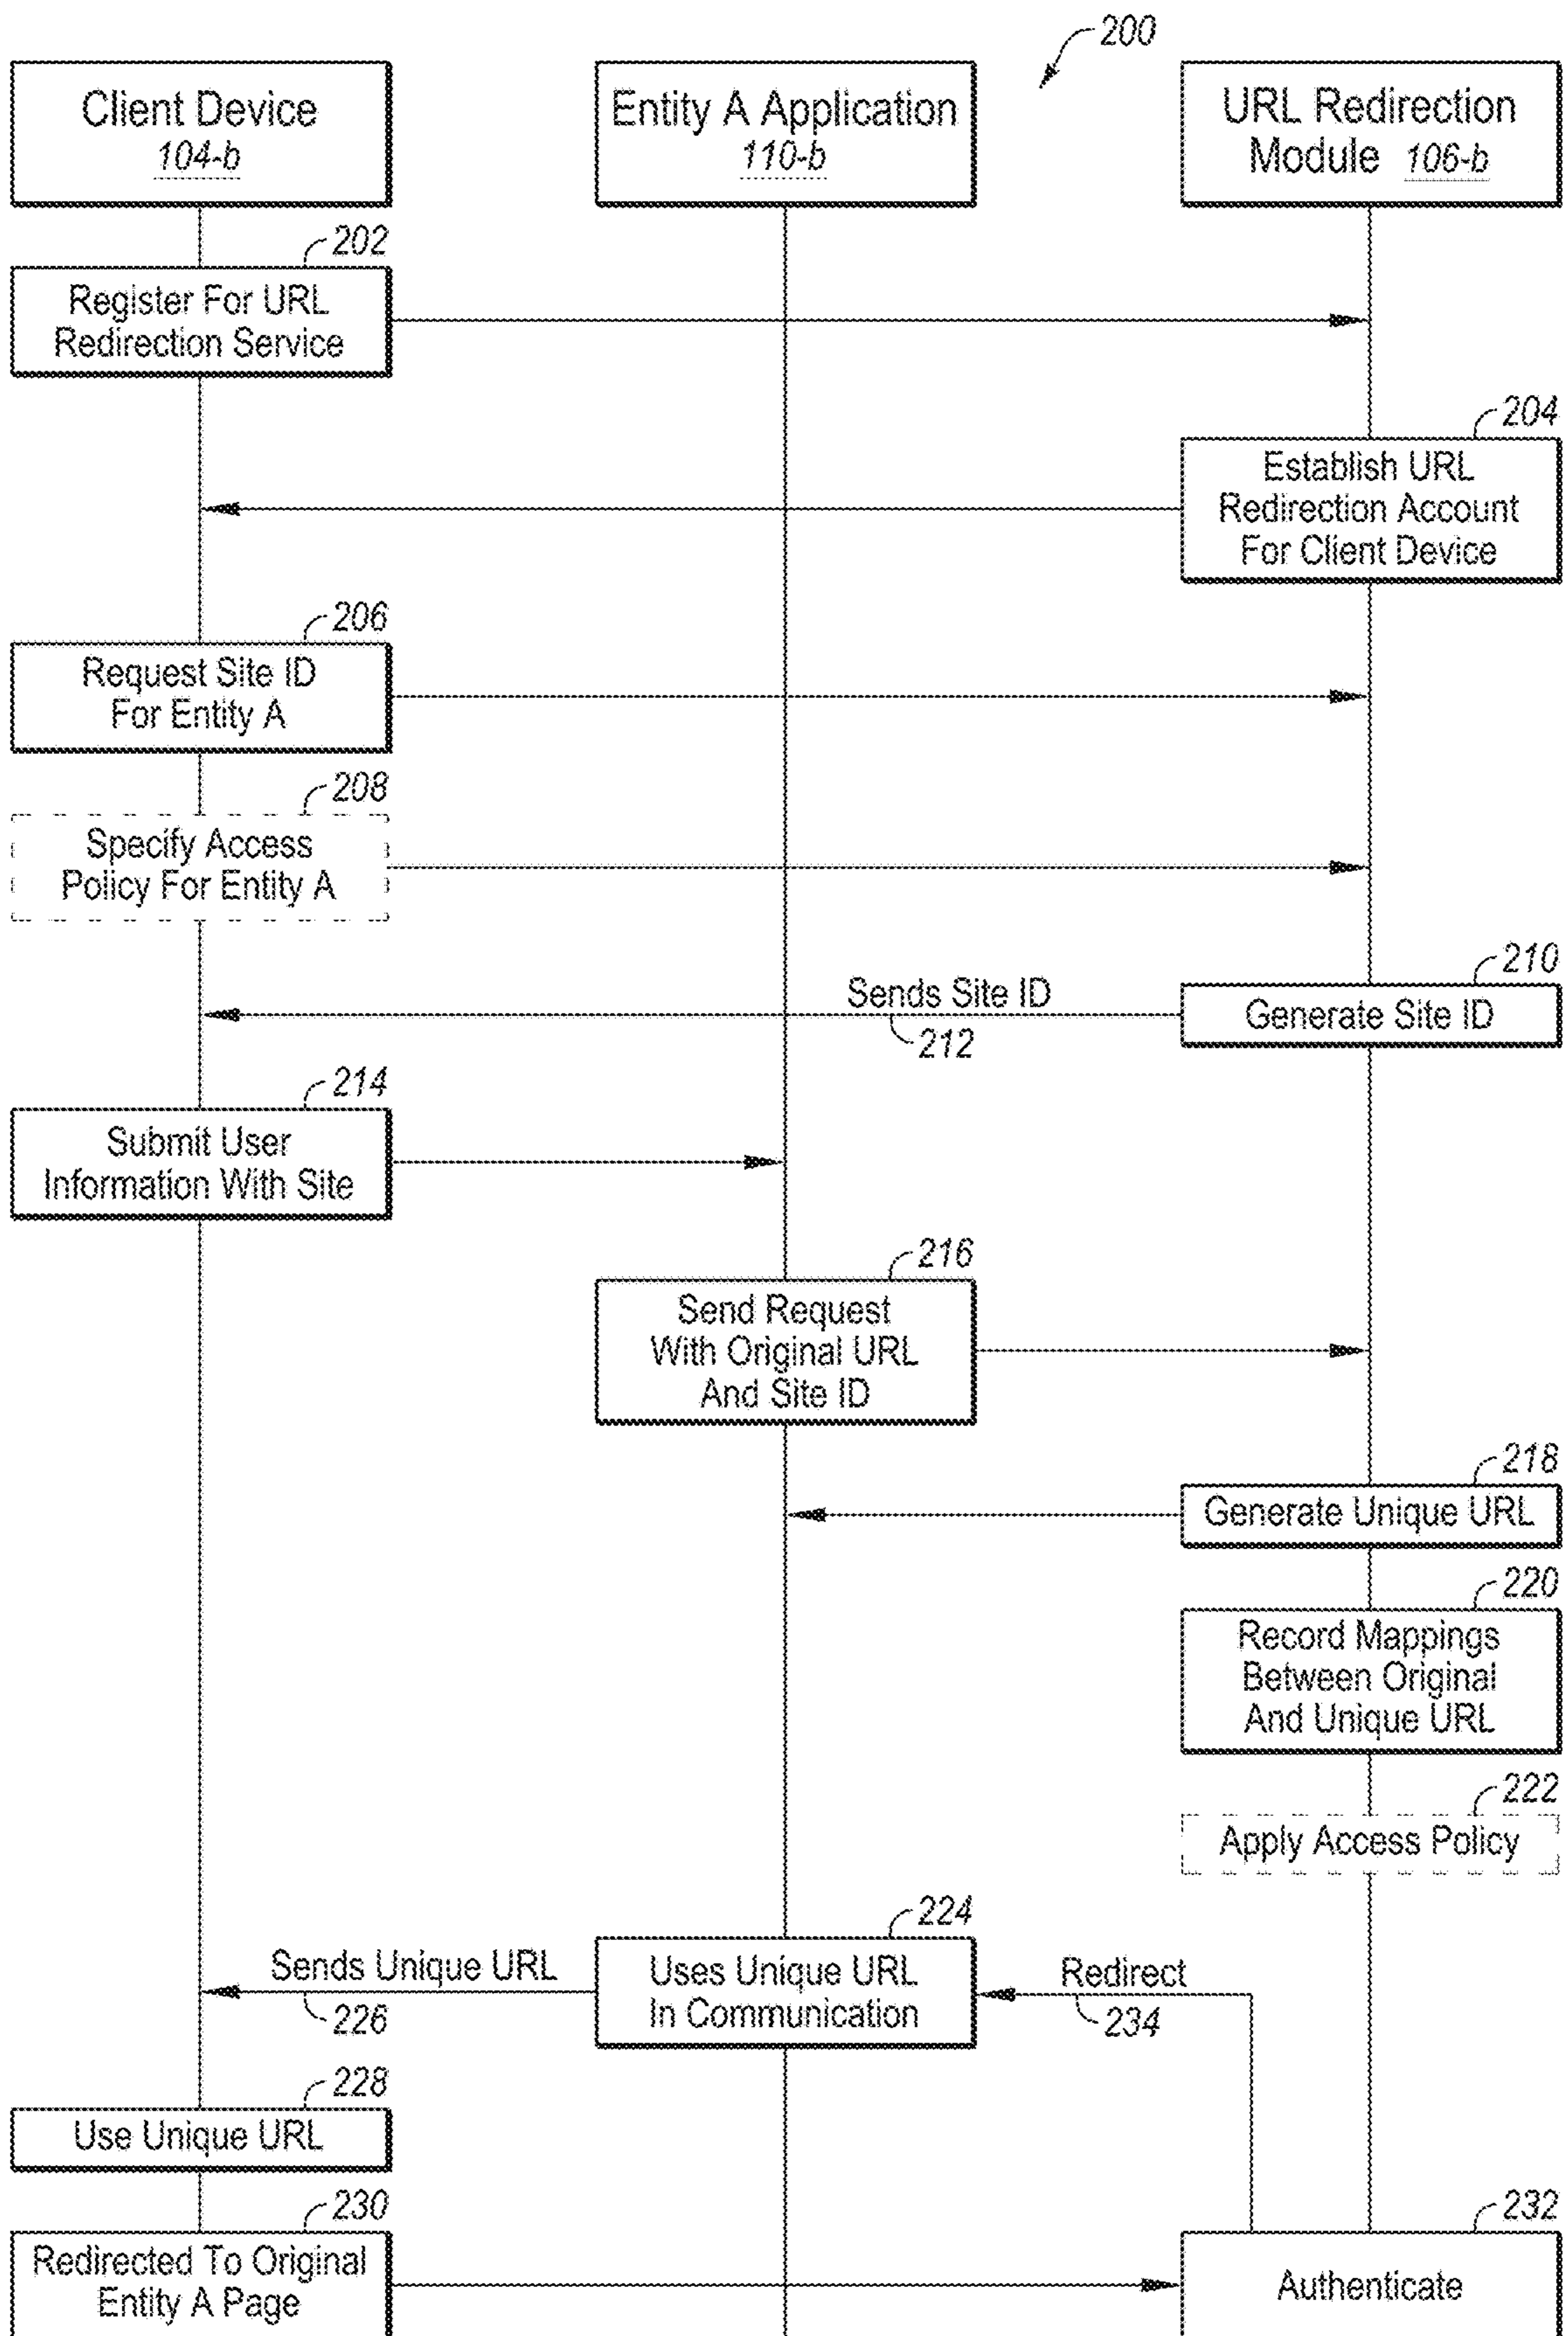 200
Client Device
104-b
Entity A Application
110-b
URL Redirection
Module 106-b
202
Register For URL
Redirection Service
204
Establish URL
Redirection Account
For Client Device
206
Request Site ID
For Entity A
208
Specify Access
Policy For Entity A
210
Generate Site ID
Sends Site ID
212
214
Submit User
Information With Site
216
Send Request
With Original URL
And Site ID
218
Generate Unique URL
220
Record Mappings
Between Original
And Unique URL
222
Apply Access Policy
224
Uses Unique URL
In Communication
Sends Unique URL
226
Redirect
234
228
Use Unique URL
230
Redirected To Original
Entity A Page
232
Authenticate